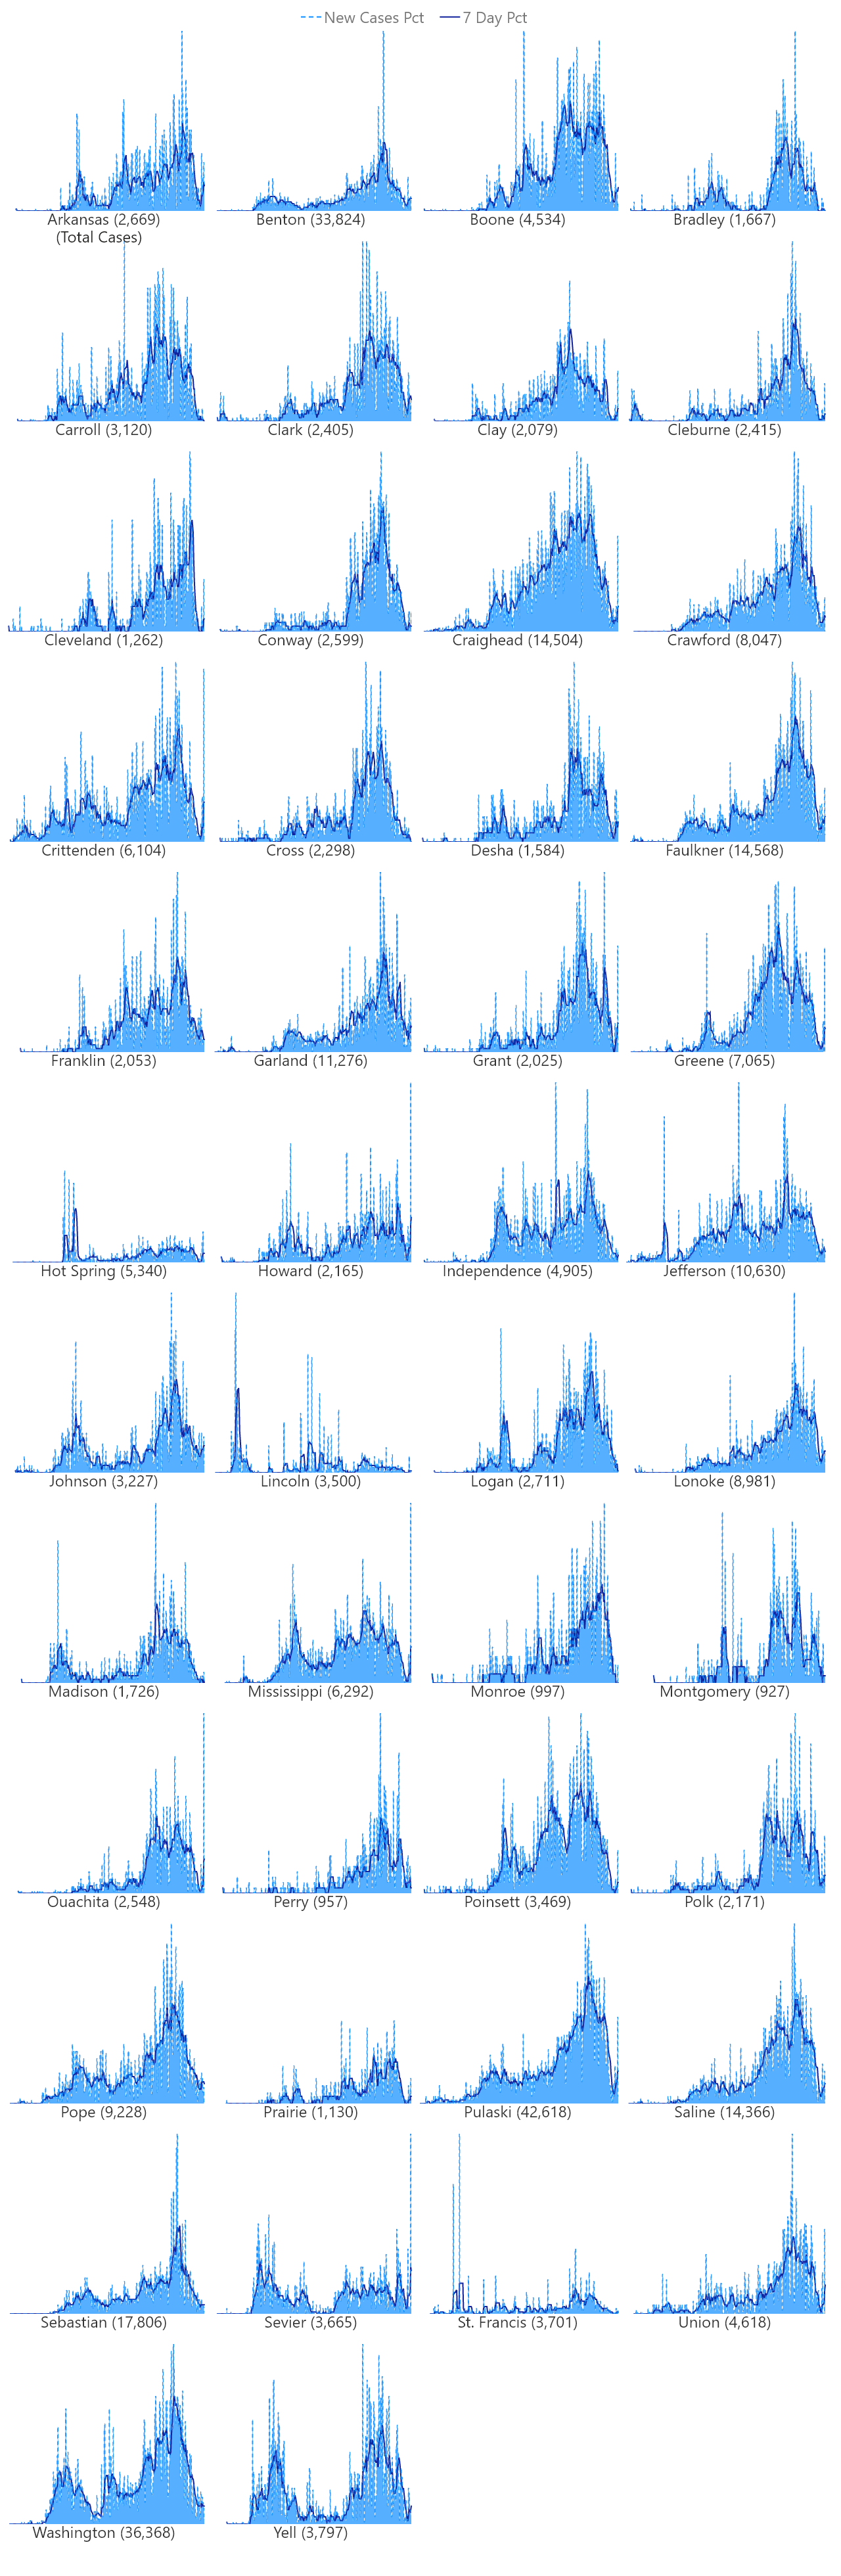 New Cases Pct 7 Day Pct
Arkansas (2,669)
(Total Cases)
Benton (33,824)
Boone (4,534)
Bradley (1,667)
Carroll (3,120)
Clark (2,405)
Clay (2,079)
Cleburne (2,415)
Cleveland (1,262)
Conway (2,599)
Craighead (14,504)
Crawford (8,047)
Crittenden (6,104)
Cross (2,298)
Desha (1,584)
Faulkner (14,568)
Franklin (2,053)
Garland (11,276)
Grant (2,025)
Greene (7,065)
Hot Spring (5,340)
Howard (2,165)
Independence (4,905)
Jefferson (10,630)
Johnson (3,227)
Lincoln (3,500)
Logan (2,711)
Lonoke (8,981)
Madison (1,726)
Mississippi (6,292)
Monroe (997)
Montgomery (927)
Ouachita (2,548)
Perry (957)
Poinsett (3,469)
Polk (2,171)
Pope (9,228)
Prairie (1,130)
Pulaski (42,618)
Saline (14,366)
Sebastian (17,806)
Sevier (3,665)
St. Francis (3,701)
Union (4,618)
Washington (36,368)
Yell (3,797)